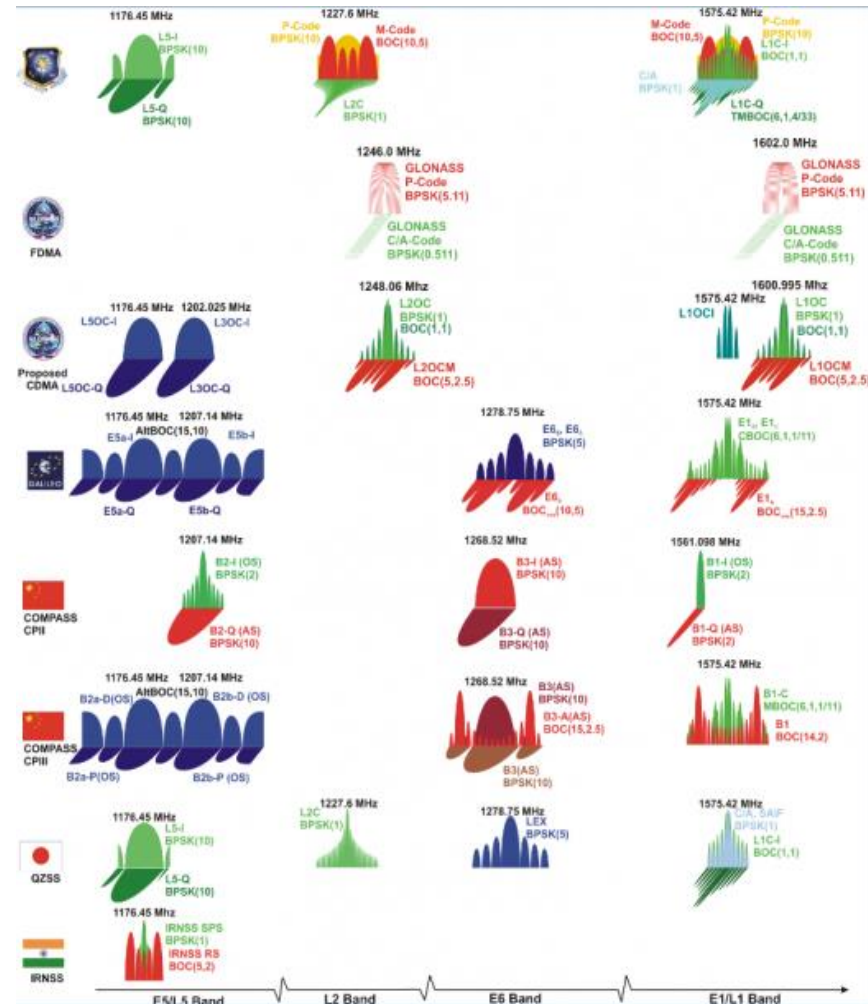 1176.45 MHz
L5-I
BPSK(10)
L5-Q
BPSK(10)
1227.6 MHz
P-Code
BPSK(10)
M-Code
BOC(10,5)
L2C
BPSK(1)
1575.42 MHz
M-Code
BOC(10,5)
P-Code
BPSK(10)
L1C-I
BOC(1,1)
C/A
BPSK(1)
L1C-Q
TMBOC(6,1,4/33)
FDMA
1246.0 MHz
GLONASS
P-Code
BPSK(5.11)
GLONASS
C/A-Code
BPSK(0.511)
1602.0 MHz
GLONASS
P-Code
BPSK(5.11)
GLONASS
C/A-Code
BPSK(0.511)
Proposed
CDMA
1176.45 MHz
1202.025 MHz
L5OC-I
L3OC-I
L5OC-Q
L3OC-Q
1248.06 MHz
L2OC
BPSK(1)
BOC(1,1)
L2OCM
BOC(5,2.5)
1575.42 MHz
L1OCI
1600.995 MHz
L1OC
BPSK(1)
BOC(1,1)
L1OCM
BOC(5,2.5)
GALILEO
1176.45 MHz
1207.14 MHz
AltBOC(15,10)
E5a-I
E5b-I
E5a-Q
E5b-Q
1278.75 MHz
BPSK(5)
E6
BOC (10,5)
1575.42 MHz
CBOC(6,1,1/11)
E1
BOC (15,2.5)
COMPASS
CPII
1207.14 MHz
B2-I (OS)
BPSK(2)
B2-Q (AS)
BPSK(10)
1268.52 Mhz
B3-I (AS)
BPSK(10)
B3-Q (AS)
BPSK(10)
1561.098 MHz
B1-I (OS)
BPSK(2)
B1-Q (AS)
BPSK(2)
COMPASS
CPIII
1176.45 MHz
1207.14 MHz
AltBOC(15,10)
B2a-D(OS)
B2b-D (OS)
B2a-P(OS)
B2b-P (OS)
1268.52 MHz
B3(AS)
BPSK(10)
B3-A(AS)
BOC(15,2.5)
B3(AS)
BPSK(10)
1575.42 MHz
B1-C
MBOC(6,1,1/11)
B1
BOC(14,2)
QZSS
1176.45 MHz
L5-I
BPSK(10)
L5-Q
BPSK(10)
1227.6 MHz
L2C
BPSK(1)
1278.75 MHz
LEX
BPSK(5)
1575.42 MHz
C/A, SAIF
BPSK(1)
L1C-I
BOC(1,1)
IRNSS
1176.45 Mhz
IRNSS SPS
BPSK(1)
IRNSS RS
BOC(5,2)
E5/L5 Band
L2 Band
E6 Band
E1/L1 Band